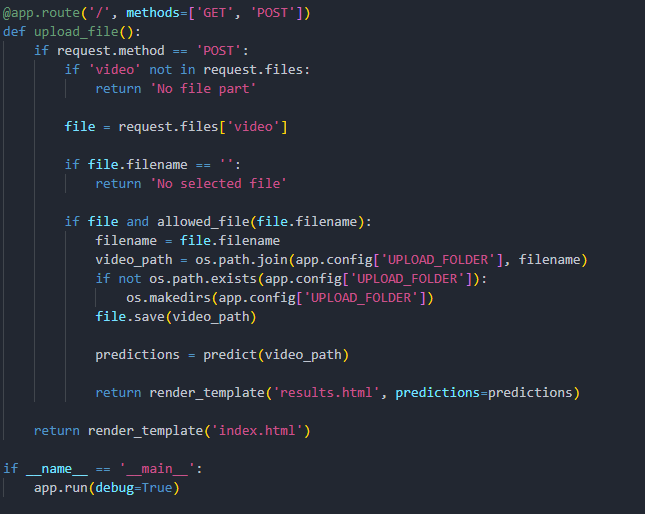 @app.route('/', methods=['GET', 'POST'])
def upload_file():
    if request.method == 'POST':
        if 'video' not in request.files:
            return 'No file part'

        file = request.files['video']

        if file.filename == '':
            return 'No selected file'

        if file and allowed_file(file.filename):
            filename = file.filename
            video_path = os.path.join(app.config['UPLOAD_FOLDER'], filename)
            if not os.path.exists(app.config['UPLOAD_FOLDER']):
                os.makedirs(app.config['UPLOAD_FOLDER'])
            file.save(video_path)

            predictions = predict(video_path)

            return render_template('results.html', predictions=predictions)

    return render_template('index.html')

if __name__ == '__main__':
    app.run(debug=True)